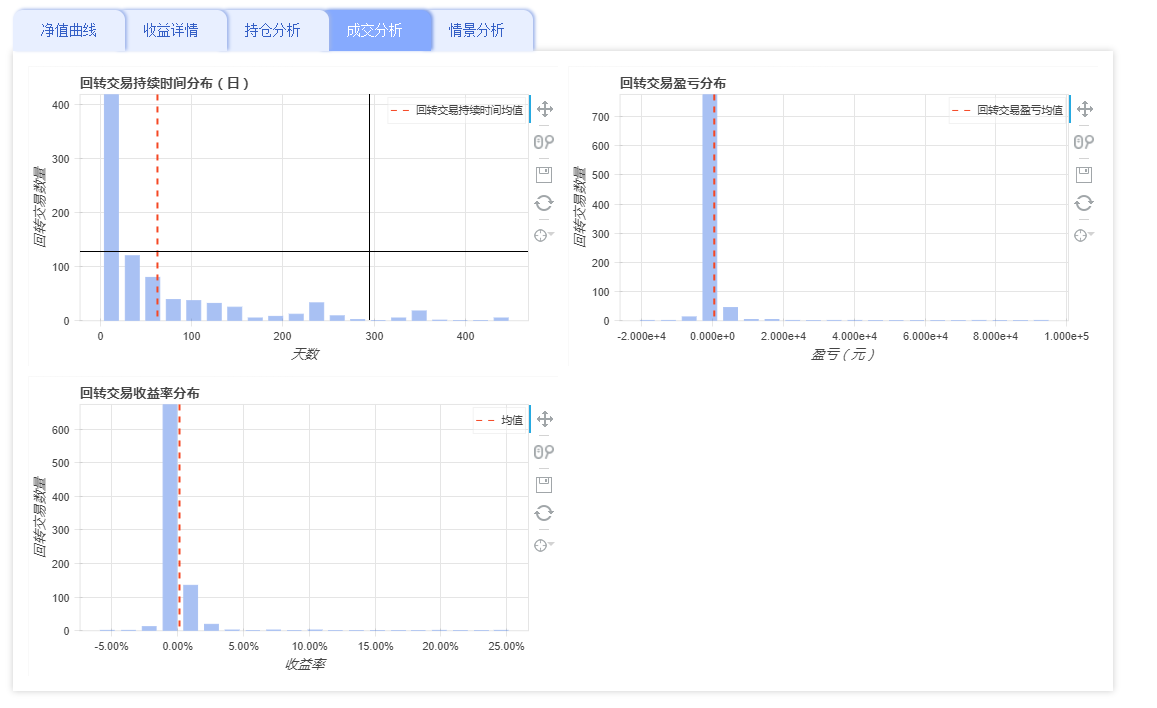 净值曲线 收益详情 持仓分析 成交分析 情景分析
回转交易持续时间分布（日）
回转交易持续时间均值
400
300
200
100
0
回转交易数量
0 100 200 300 400
天数
回转交易盈亏分布
回转交易盈亏均值
700
600
500
400
300
200
100
0
回转交易数量
-2.000e+4 0.000e+0 2.000e+4 4.000e+4 6.000e+4 8.000e+4 1.000e+5
盈亏（元）
回转交易收益率分布
均值
600
500
400
300
200
100
0
回转交易数量
-5.00% 0.00% 5.00% 10.00% 15.00% 20.00% 25.00%
收益率